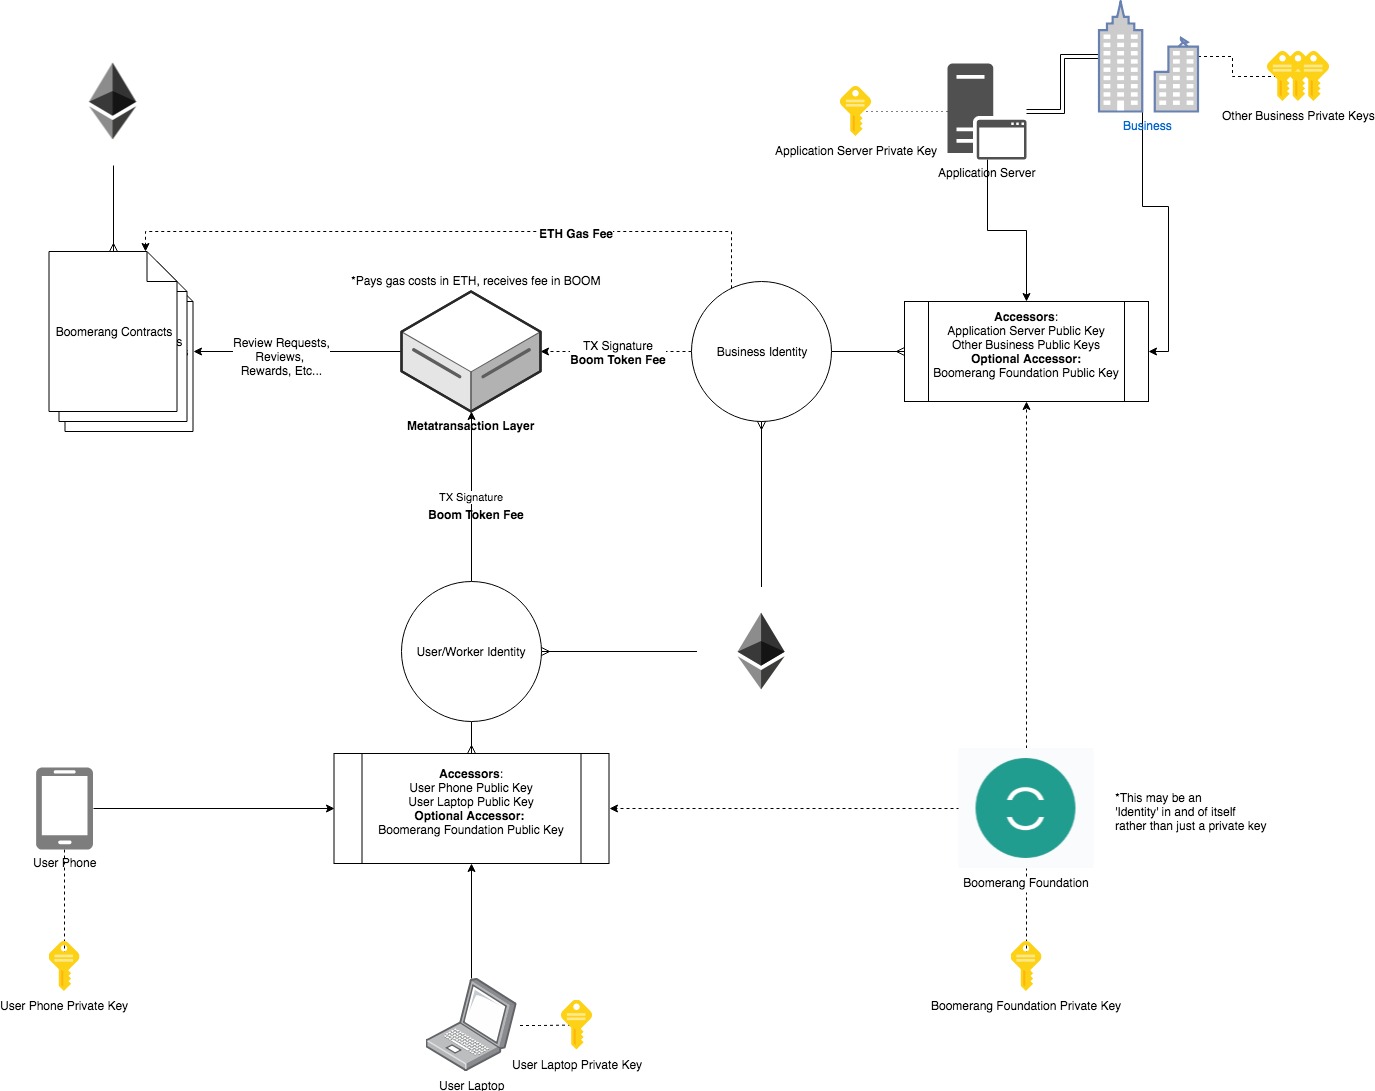 Other Business Private Keys
Business
Application Server Private Key
Application Server
ETH Gas Fee
*Pays gas costs in ETH, receives fee in BOOM
Boomerang Contracts
s
Review Requests,
Reviews,
Rewards, Etc...
TX Signature
Boom Token Fee
Business Identity
Accessors:
Application Server Public Key
Other Business Public Keys
Optional Accessor:
Boomerang Foundation Public Key
Metatransaction Layer
TX Signature
Boom Token Fee
User/Worker Identity
Accessors:
User Phone Public Key
User Laptop Public Key
Optional Accessor:
Boomerang Foundation Public Key
User Phone
*This may be an
'Identity' in and of itself
rather than just a private key
Boomerang Foundation
User Phone Private Key
Boomerang Foundation Private Key
User Laptop Private Key
User Laptop